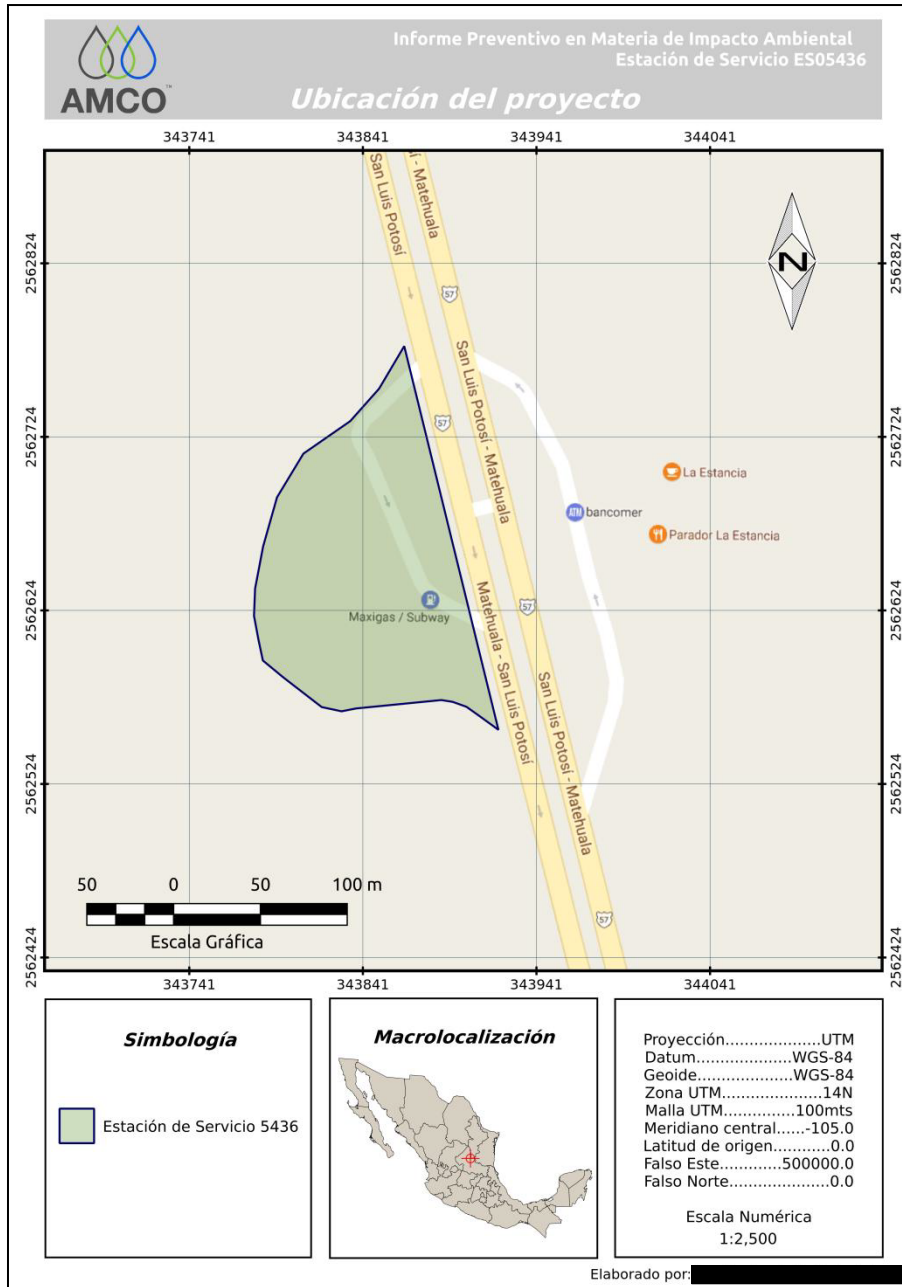 AMCO™
Informe Preventivo en Materia de Impacto Ambiental
Estación de Servicio ES05436
Ubicación del proyecto
343741
343841
343941
344041
2562824
2562824
San Luis Potosí
sí - Matehuala
N
57
57
San Luis Potosí - Matehuala
2562724
2562724
La Estancia
ATM
bancomer
Parador La Estancia
2562624
2562624
Maxigas / Subway
57
Matehuala - San Luis Potosí
San Luis Potosí - Matehuala
2562524
2562524
50
0
50
100 m
Escala Gráfica
57
2562424
2562424
343741
343841
343941
344041
Simbología
Estación de Servicio 5436
Macrolocalización
Proyección....................UTM
Datum....................WGS-84
Geoide....................WGS-84
Zona UTM......................14N
Malla UTM...............100mts
Meridiano central......-105.0
Latitud de origen............0.0
Falso Este.............500000.0
Falso Norte.....................0.0
Escala Numérica
1:2,500
Elaborado por: